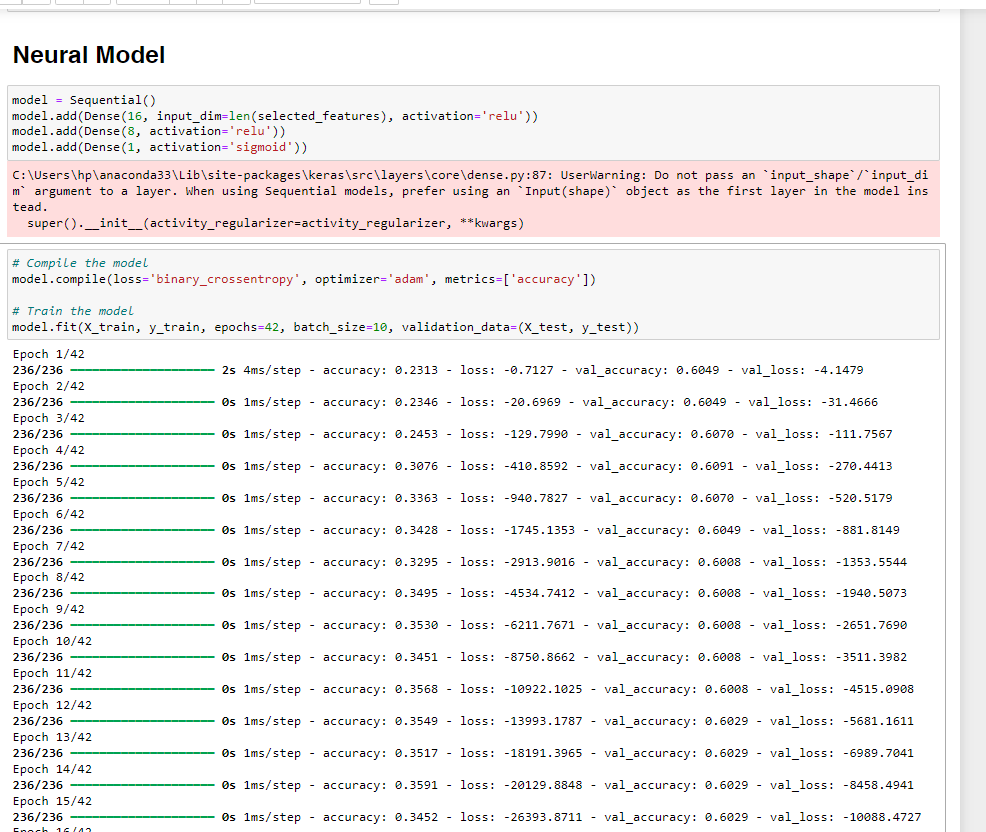 Neural Model
model = Sequential()
model.add(Dense(16, input_dim=len(selected_features), activation='relu'))
model.add(Dense(8, activation='relu'))
model.add(Dense(1, activation='sigmoid'))
C:\Users\hp\anaconda33\Lib\site-packages\keras\src\layers\core\dense.py:87: UserWarning: Do not pass an `input_shape`/`input_di
m` argument to a layer. When using Sequential models, prefer using an `Input(shape)` object as the first layer in the model ins
tead.
  super().__init__(activity_regularizer=activity_regularizer, **kwargs)
# Compile the model
model.compile(loss='binary_crossentropy', optimizer='adam', metrics=['accuracy'])
# Train the model
model.fit(X_train, y_train, epochs=42, batch_size=10, validation_data=(X_test, y_test))
Epoch 1/42
236/236 ━━━━━━━━━━━━━━━━━━━━ 2s 4ms/step - accuracy: 0.2313 - loss: -0.7127 - val_accuracy: 0.6049 - val_loss: -4.1479
Epoch 2/42
236/236 ━━━━━━━━━━━━━━━━━━━━ 0s 1ms/step - accuracy: 0.2346 - loss: -20.6969 - val_accuracy: 0.6049 - val_loss: -31.4666
Epoch 3/42
236/236 ━━━━━━━━━━━━━━━━━━━━ 0s 1ms/step - accuracy: 0.2453 - loss: -129.7990 - val_accuracy: 0.6070 - val_loss: -111.7567
Epoch 4/42
236/236 ━━━━━━━━━━━━━━━━━━━━ 0s 1ms/step - accuracy: 0.3076 - loss: -410.8592 - val_accuracy: 0.6091 - val_loss: -270.4413
Epoch 5/42
236/236 ━━━━━━━━━━━━━━━━━━━━ 0s 1ms/step - accuracy: 0.3363 - loss: -940.7827 - val_accuracy: 0.6070 - val_loss: -520.5179
Epoch 6/42
236/236 ━━━━━━━━━━━━━━━━━━━━ 0s 1ms/step - accuracy: 0.3428 - loss: -1745.1353 - val_accuracy: 0.6049 - val_loss: -881.8149
Epoch 7/42
236/236 ━━━━━━━━━━━━━━━━━━━━ 0s 1ms/step - accuracy: 0.3295 - loss: -2913.9016 - val_accuracy: 0.6008 - val_loss: -1353.5544
Epoch 8/42
236/236 ━━━━━━━━━━━━━━━━━━━━ 0s 1ms/step - accuracy: 0.3495 - loss: -4534.7412 - val_accuracy: 0.6008 - val_loss: -1940.5073
Epoch 9/42
236/236 ━━━━━━━━━━━━━━━━━━━━ 0s 1ms/step - accuracy: 0.3530 - loss: -6211.7671 - val_accuracy: 0.6008 - val_loss: -2651.7690
Epoch 10/42
236/236 ━━━━━━━━━━━━━━━━━━━━ 0s 1ms/step - accuracy: 0.3451 - loss: -8750.8662 - val_accuracy: 0.6008 - val_loss: -3511.3982
Epoch 11/42
236/236 ━━━━━━━━━━━━━━━━━━━━ 0s 1ms/step - accuracy: 0.3568 - loss: -10922.1025 - val_accuracy: 0.6008 - val_loss: -4515.0908
Epoch 12/42
236/236 ━━━━━━━━━━━━━━━━━━━━ 0s 1ms/step - accuracy: 0.3549 - loss: -13993.1787 - val_accuracy: 0.6029 - val_loss: -5681.1611
Epoch 13/42
236/236 ━━━━━━━━━━━━━━━━━━━━ 0s 1ms/step - accuracy: 0.3517 - loss: -18191.3965 - val_accuracy: 0.6029 - val_loss: -6989.7041
Epoch 14/42
236/236 ━━━━━━━━━━━━━━━━━━━━ 0s 1ms/step - accuracy: 0.3591 - loss: -20129.8848 - val_accuracy: 0.6029 - val_loss: -8458.4941
Epoch 15/42
236/236 ━━━━━━━━━━━━━━━━━━━━ 0s 1ms/step - accuracy: 0.3452 - loss: -26393.8711 - val_accuracy: 0.6029 - val_loss: -10088.4727
Epoch 16/42